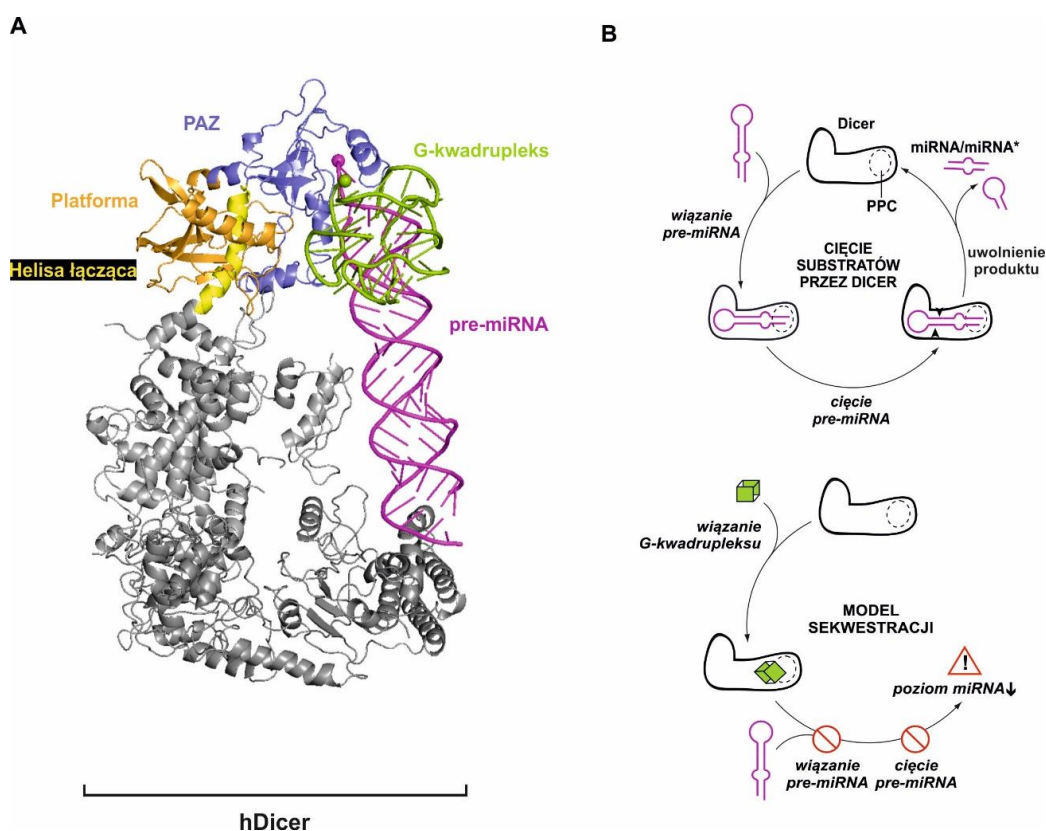 A
PAZ
G-kwadrupleks
Platforma
Helisa łącząca
pre-miRNA
hDicer
B
Dicer
miRNA/miRNA*
PPC
wiązanie
pre-miRNA
CIĘCIE
SUBSTRATÓW
PRZEZ DICER
uwolnienie
produktu
cięcie
pre-miRNA
wiązanie
G-kwadrupleksu
MODEL
SEKWESTRACJI
!
poziom miRNA↓
wiązanie
pre-miRNA
cięcie
pre-miRNA